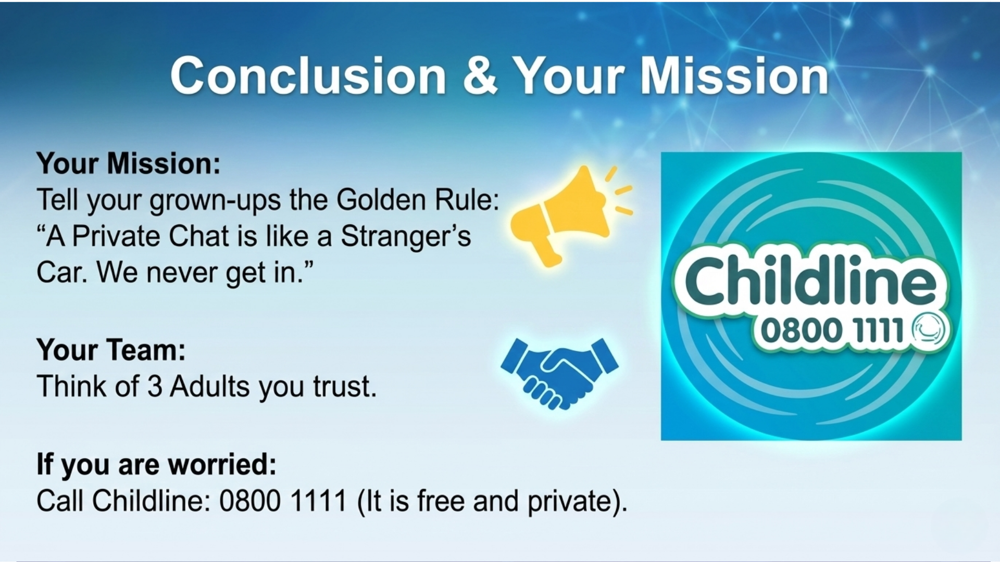 Conclusion & Your Mission
Your Mission:
Tell your grown-ups the Golden Rule:
“A Private Chat is like a Stranger’s
Car. We never get in.”
Your Team:
Think of 3 Adults you trust.
If you are worried:
Call Childline: 0800 1111 (It is free and private).
Childline
0800 1111